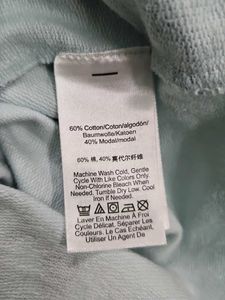 60% Cotton/Coton/algodón/
Baumwolle/Katoen
40% Modal/modal
60% 棉, 40% 莫代尔纤维
Machine Wash Cold, Gentle
Cycle With Like Colors Only.
Non-Chlorine Bleach When
Needed. Tumble Dry Low. Cool
Iron if Needed.
Laver En Machine À Froi
Cycle Délicat. Séparer Les
Couleurs. Le Cas Échéant,
Utiliser Un Agent De